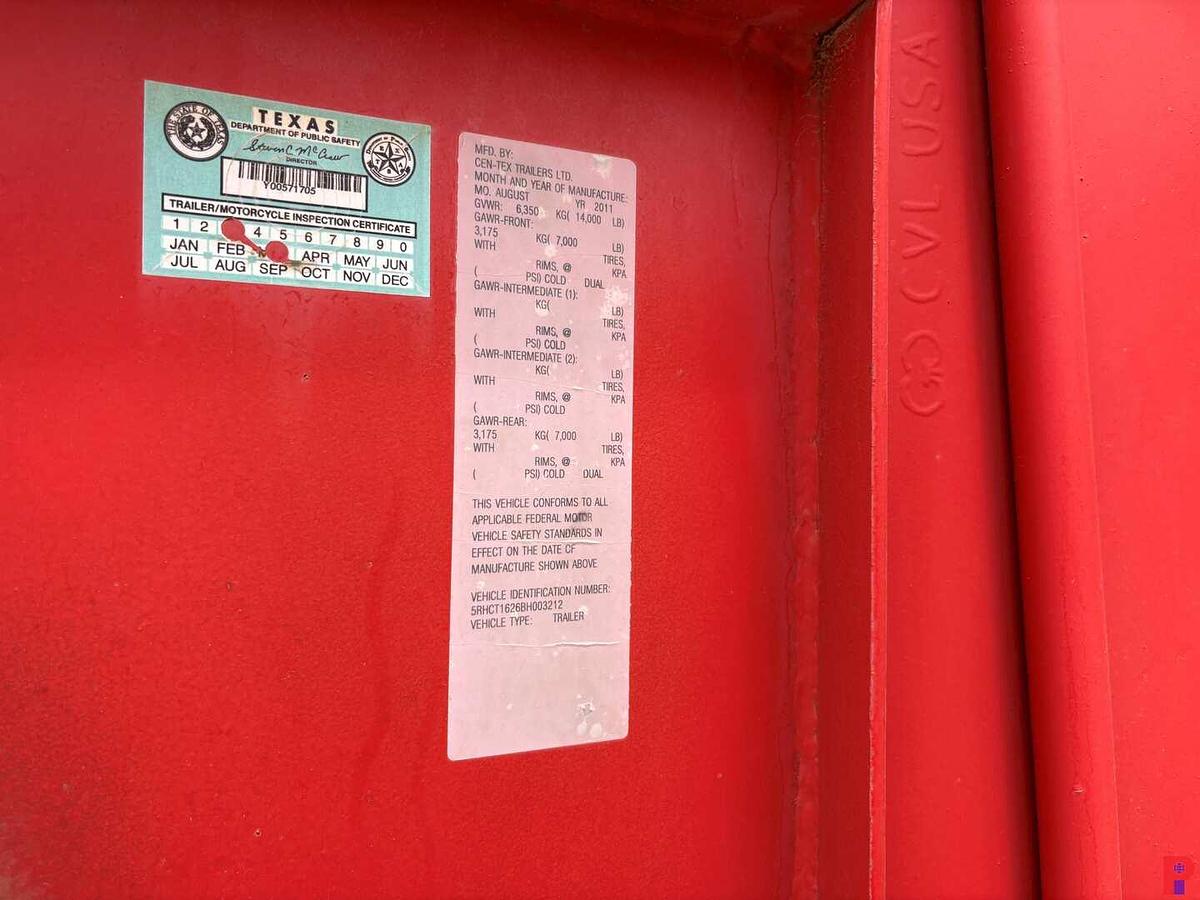 THE STATE OF TEXAS
TEXAS
DEPARTMENT OF PUBLIC SAFETY
Steven C McCraw
DIRECTOR
Y00571705
TRAILER/MOTORCYCLE INSPECTION CERTIFICATE
1 2 4 5 6 7 8 9 0
JAN FEB APR MAY JUN
JUL AUG SEP OCT NOV DEC
MFD. BY:
CEN-TEX TRAILERS LTD.
MONTH AND YEAR OF MANUFACTURE:
MO. AUGUST YR 2011
GVWR: 6,350 KG( 14,000 LB)
GAWR-FRONT:
3,175 KG( 7,000 LB)
WITH TIRES,
RIMS, @ KPA
( PSI) COLD DUAL
GAWR-INTERMEDIATE (1):
KG( LB)
WITH TIRES,
RIMS, @ KPA
( PSI) COLD
GAWR-INTERMEDIATE (2):
KG( LB)
WITH TIRES,
RIMS, @ KPA
( PSI) COLD
GAWR-REAR:
3,175 KG( 7,000 LB)
WITH TIRES,
RIMS, @ KPA
( PSI) COLD DUAL
THIS VEHICLE CONFORMS TO ALL
APPLICABLE FEDERAL MOTOR
VEHICLE SAFETY STANDARDS IN
EFFECT ON THE DATE OF
MANUFACTURE SHOWN ABOVE
VEHICLE IDENTIFICATION NUMBER:
5RHCT1626BH003212
VEHICLE TYPE: TRAILER
USA